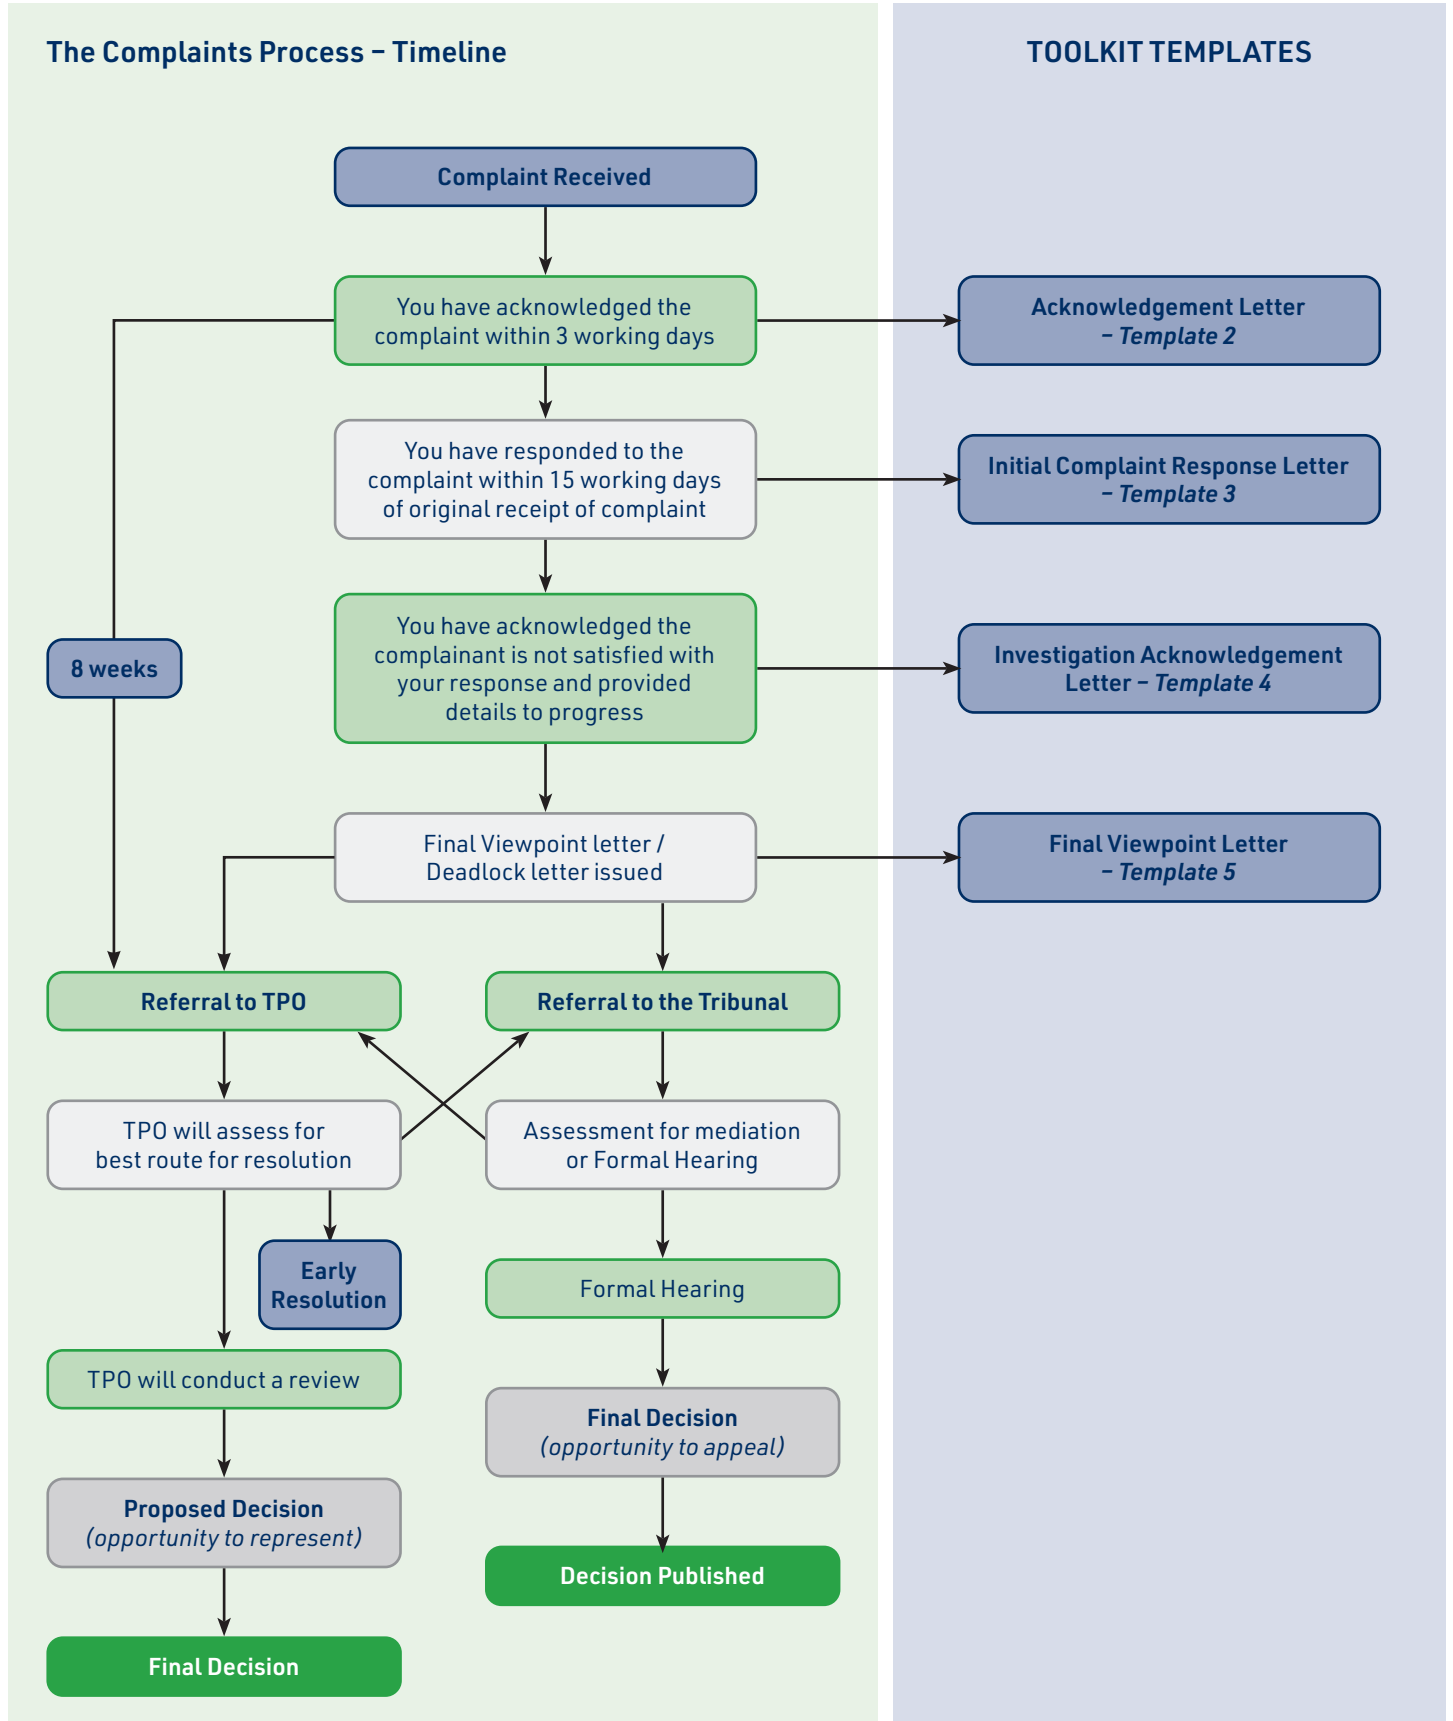 The Complaints Process – Timeline
TOOLKIT TEMPLATES
Complaint Received
You have acknowledged the
complaint within 3 working days
Acknowledgement Letter
– Template 2
You have responded to the
complaint within 15 working days
of original receipt of complaint
Initial Complaint Response Letter
– Template 3
You have acknowledged the
complainant is not satisfied with
your response and provided
details to progress
Investigation Acknowledgement
Letter – Template 4
8 weeks
Final Viewpoint letter /
Deadlock letter issued
Final Viewpoint Letter
– Template 5
Referral to TPO
Referral to the Tribunal
TPO will assess for
best route for resolution
Assessment for mediation
or Formal Hearing
Early
Resolution
Formal Hearing
TPO will conduct a review
Final Decision
(opportunity to appeal)
Proposed Decision
(opportunity to represent)
Decision Published
Final Decision